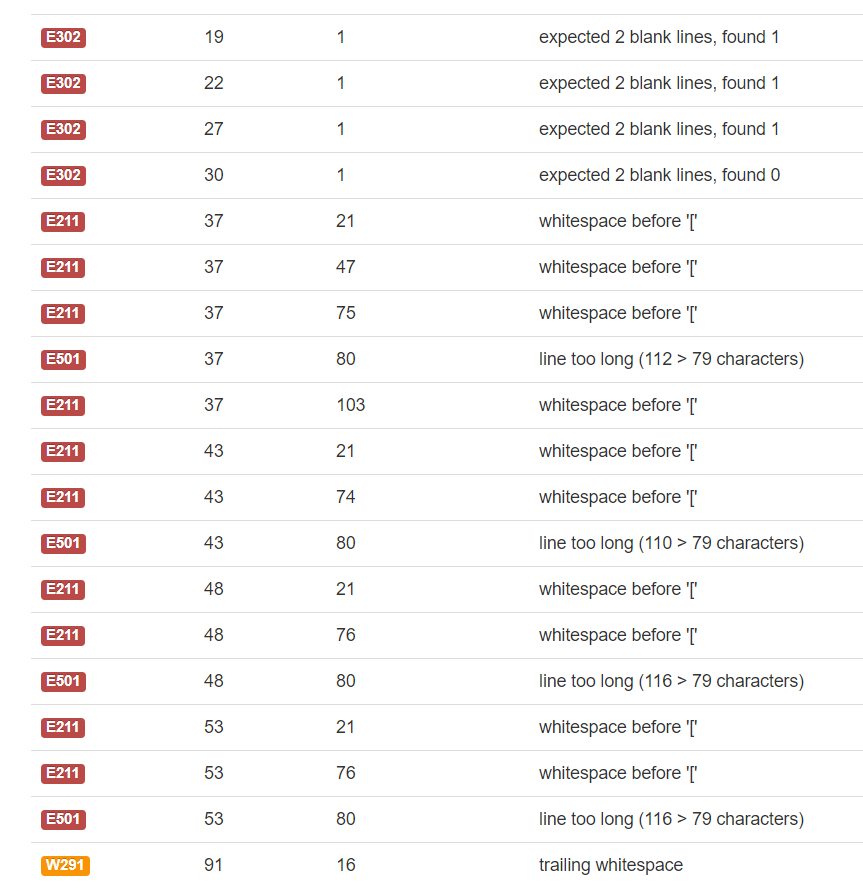 E302 19 1 expected 2 blank lines, found 1
E302 22 1 expected 2 blank lines, found 1
E302 27 1 expected 2 blank lines, found 1
E302 30 1 expected 2 blank lines, found 0
E211 37 21 whitespace before '['
E211 37 47 whitespace before '['
E211 37 75 whitespace before '['
E501 37 80 line too long (112 > 79 characters)
E211 37 103 whitespace before '['
E211 43 21 whitespace before '['
E211 43 74 whitespace before '['
E501 43 80 line too long (110 > 79 characters)
E211 48 21 whitespace before '['
E211 48 76 whitespace before '['
E501 48 80 line too long (116 > 79 characters)
E211 53 21 whitespace before '['
E211 53 76 whitespace before '['
E501 53 80 line too long (116 > 79 characters)
W291 91 16 trailing whitespace